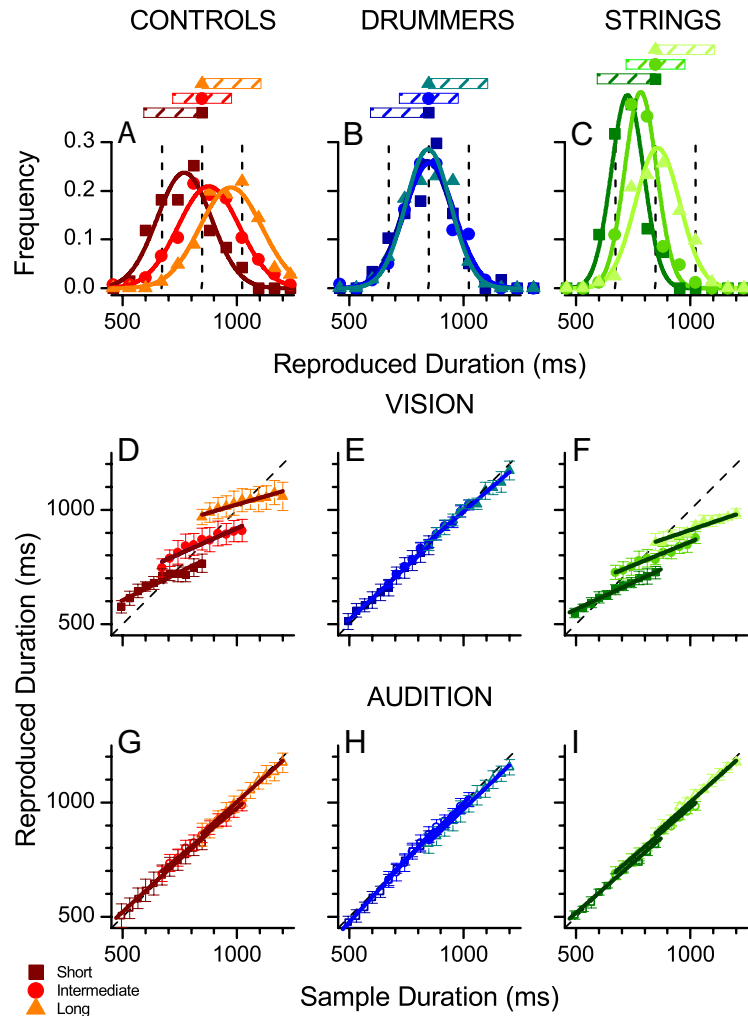 CONTROLS DRUMMERS STRINGS
A B C
0.3
0.2
0.1
0.0
Frequency
500 1000 500 1000 500 1000
Reproduced Duration (ms)
VISION
D E F
1000
500
Reproduced Duration (ms)
AUDITION
G H I
1000
500
500 1000 500 1000 500 1000
Sample Duration (ms)
Short
Intermediate
Long